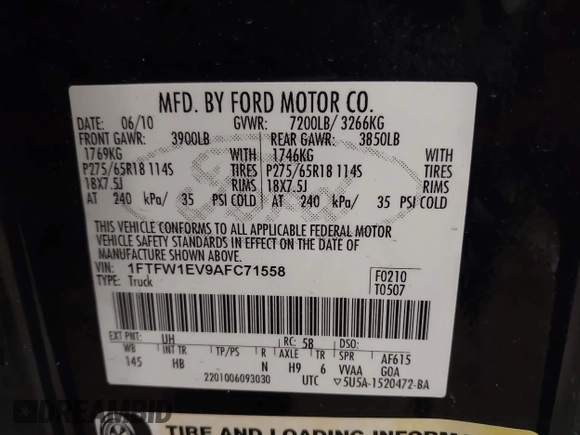 MFD. BY FORD MOTOR CO.
DATE: 06/10 GVWR: 7200LB/ 3266KG
FRONT GAWR: 3900LB REAR GAWR: 3850LB
1769KG WITH 1746KG WITH
P275/65R18 114S TIRES P275/65R18 114S TIRES
18X7.5J RIMS 18X7.5J RIMS
AT 240 kPa/ 35 PSI COLD AT 240 kPa/ 35 PSI COLD
THIS VEHICLE CONFORMS TO ALL APPLICABLE FEDERAL MOTOR
VEHICLE SAFETY STANDARDS IN EFFECT ON THE DATE OF
MANUFACTURE SHOWN ABOVE.
VIN: 1FTFW1EV9AFC71558 F0210
TYPE: Truck T0507
EXT PNT: UH RC: 58 DSO:
WB INT TR TP/PS R AXLE TR SPR AF615
145 HB N H9 6 VVAA GOA
2201006093030 UTC 5U5A-1520472-BA
TIRE AND LOADING INFORM
DREAMBID